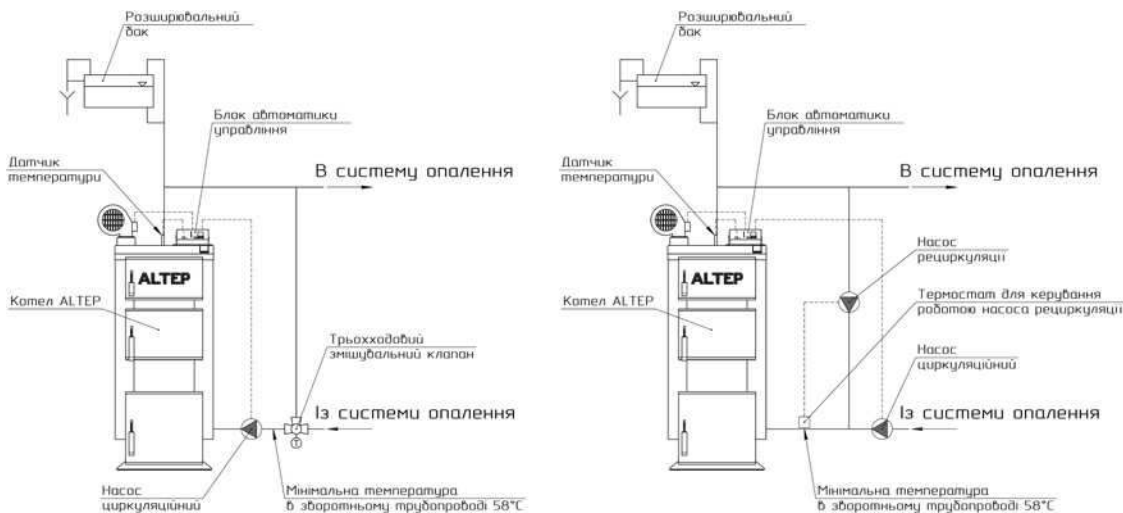 Розширювальний
бак
Блок автоматики
управління
Датчик
температури
В систему опалення
ALTEP
Котел ALTEP
Трьохходовий
змішувальний клапан
Із системи опалення
T
Насос
циркуляційний
Мінімальна температура
в зворотньому трубопроводі 58°C
Розширювальний
бак
Блок автоматики
управління
Датчик
температури
В систему опалення
Насос
рециркуляції
ALTEP
Котел ALTEP
Термостат для керування
роботою насоса рециркуляції
Насос
циркуляційний
Із системи опалення
Мінімальна температура
в зворотньому трубопроводі 58°C